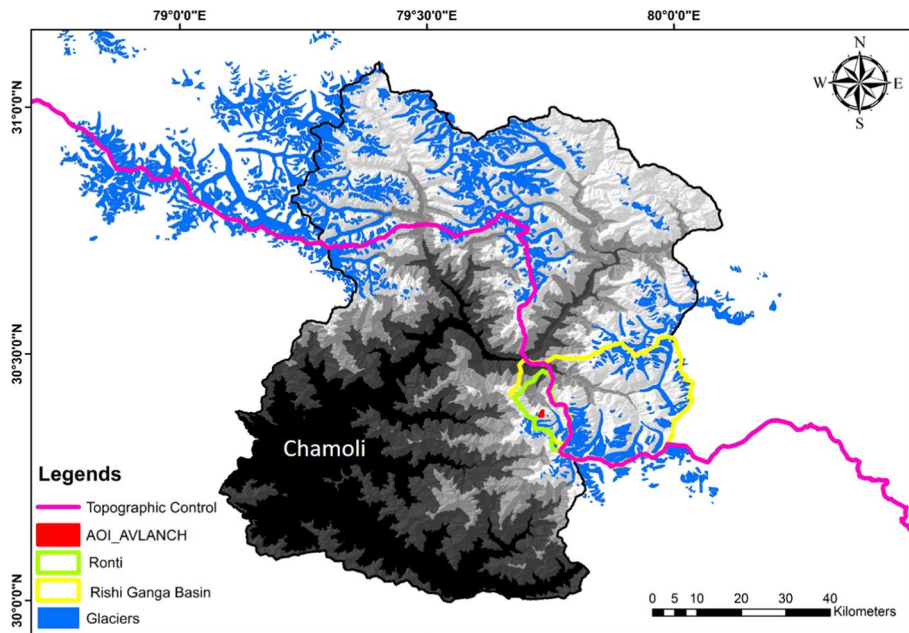 79°0'0"E 79°30'0"E 80°0'0"E
N
W E
S
31°0'0"N
30°30'0"N
30°0'0"N
Chamoli
Legends
Topographic Control
AOI_AVLANCH
Ronti
Rishi Ganga Basin
Glaciers
0 5 10 20 30 40
Kilometers